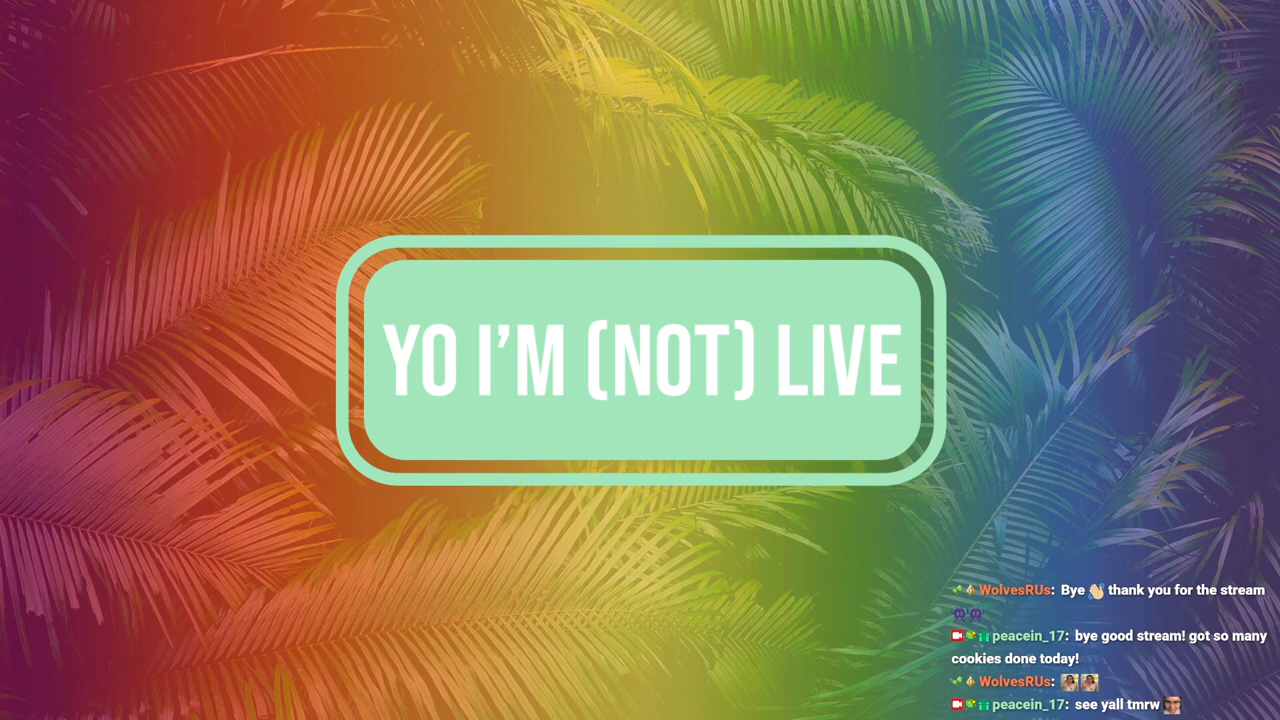 YO I'M (NOT) LIVE
WolvesRUs: Bye 👋 thank you for the stream
peacein_17: bye good stream! got so many
cookies done today!
WolvesRUs:
peacein_17: see yall tmrw